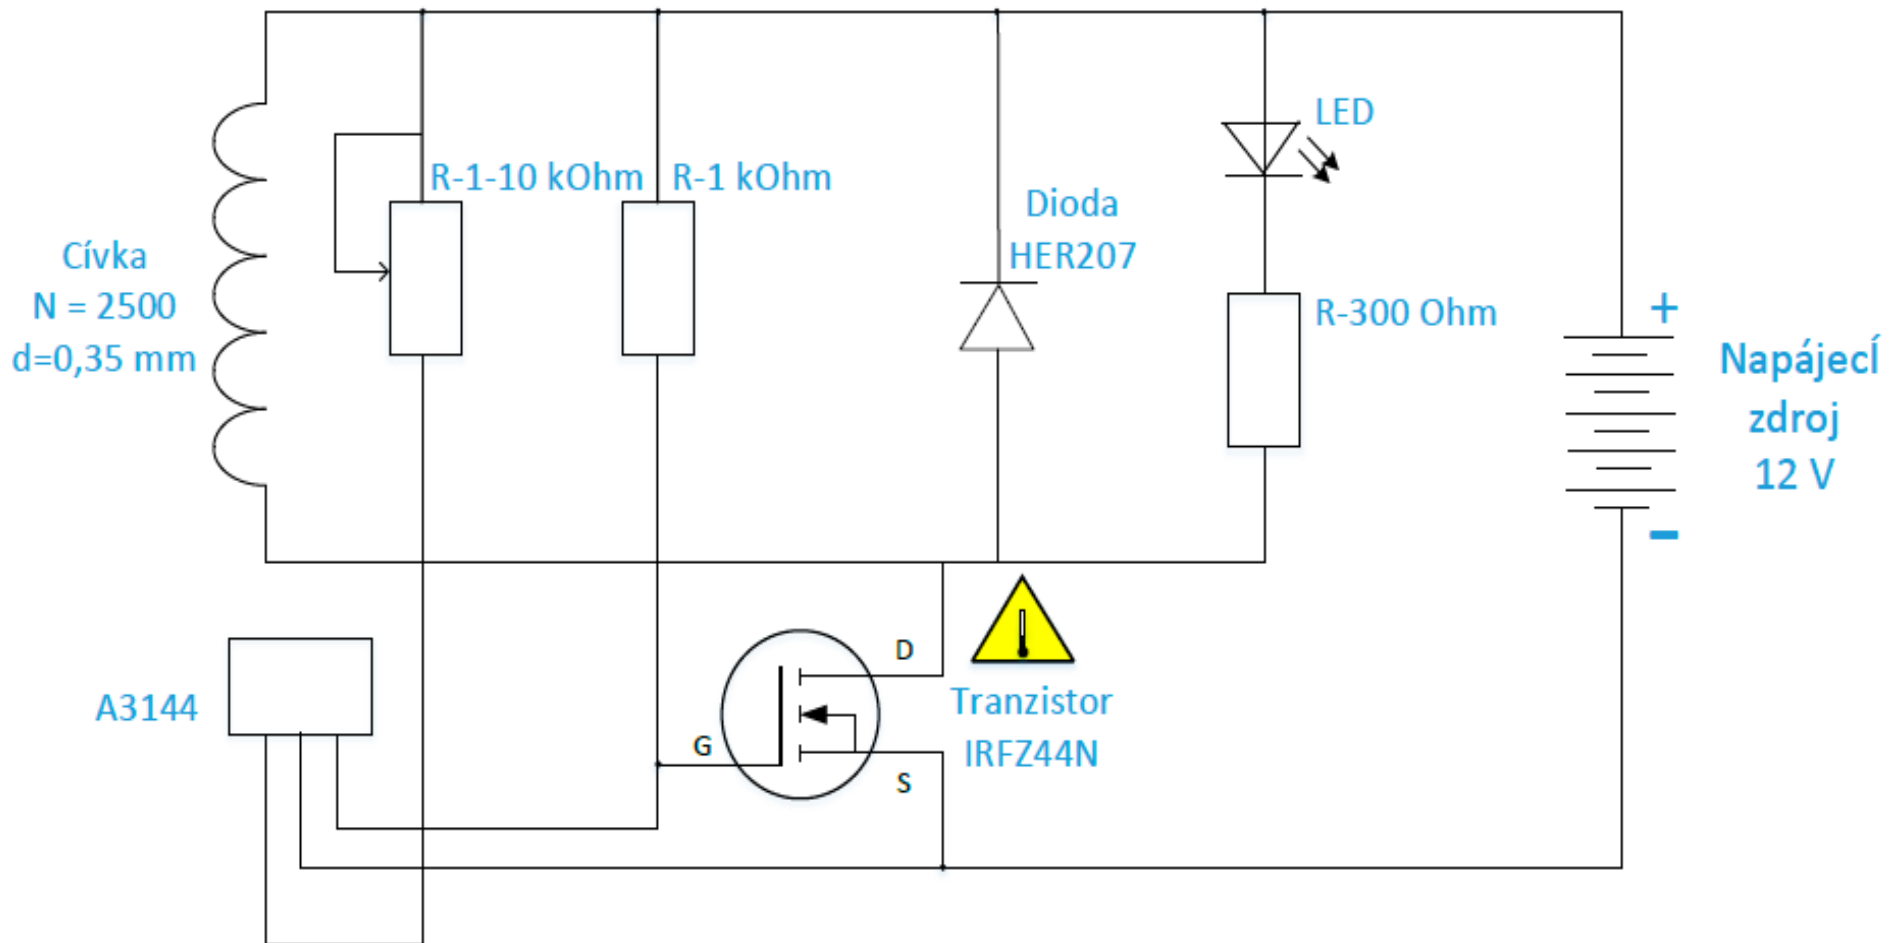 LED
R-1-10 kOhm
R-1 kOhm
Dioda
HER207
Cívka
N = 2500
d=0,35 mm
R-300 Ohm
+
NapájecÍ
zdroj
12 V
-
D
A3144
Tranzistor
IRFZ44N
G
S